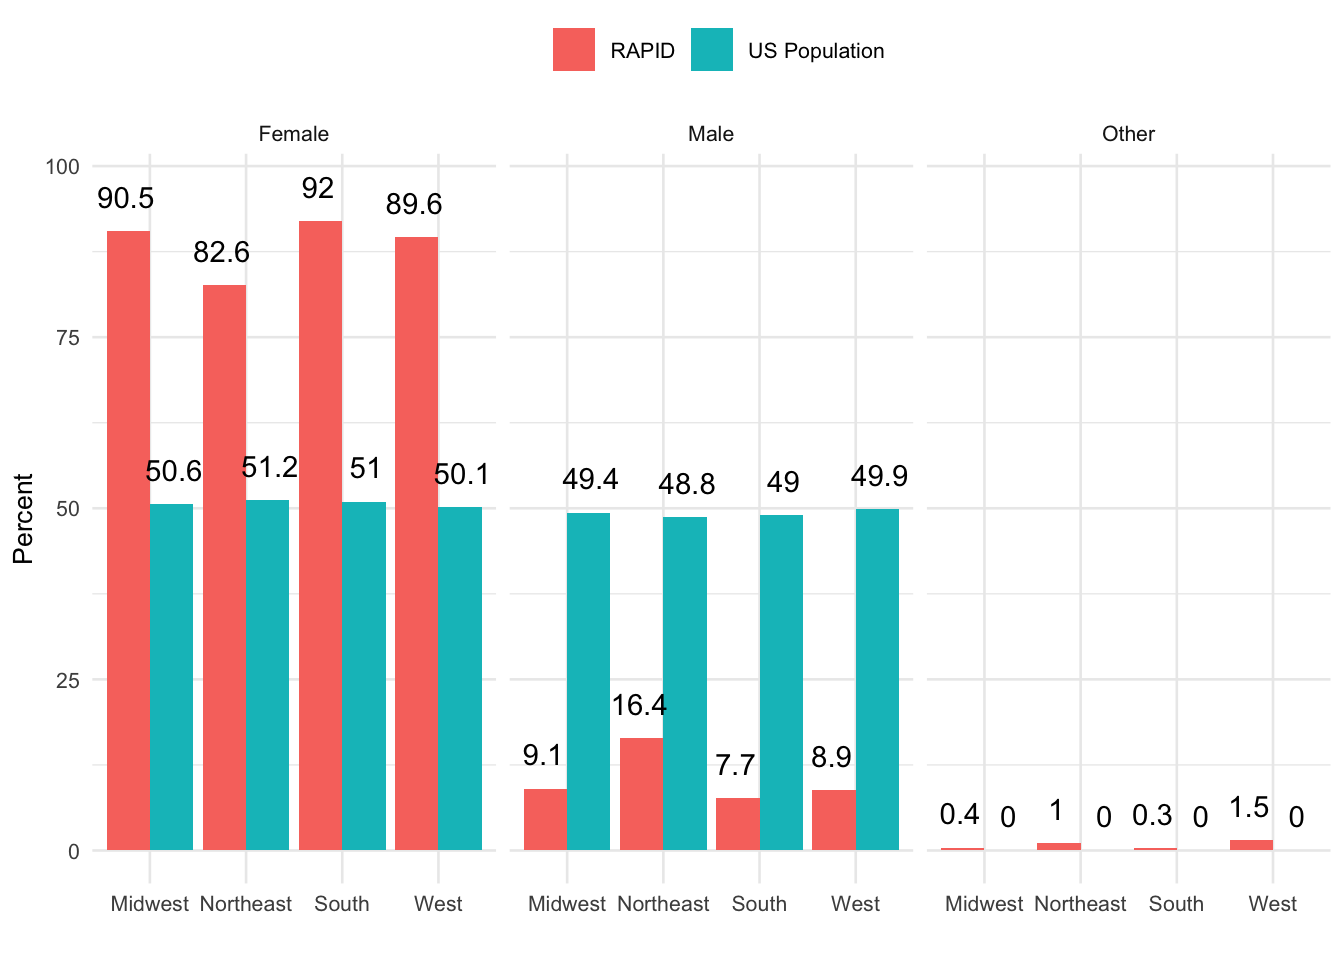 RAPID US Population
Female Male Other
100
75
50
25
0
Percent
90.5 82.6 92 89.6
50.6 51.2 51 50.1
49.4 48.8 49 49.9
9.1 16.4 7.7 8.9
0.4 0 1 0 0.3 0 1.5 0
Midwest Northeast South West Midwest Northeast South West Midwest Northeast South West